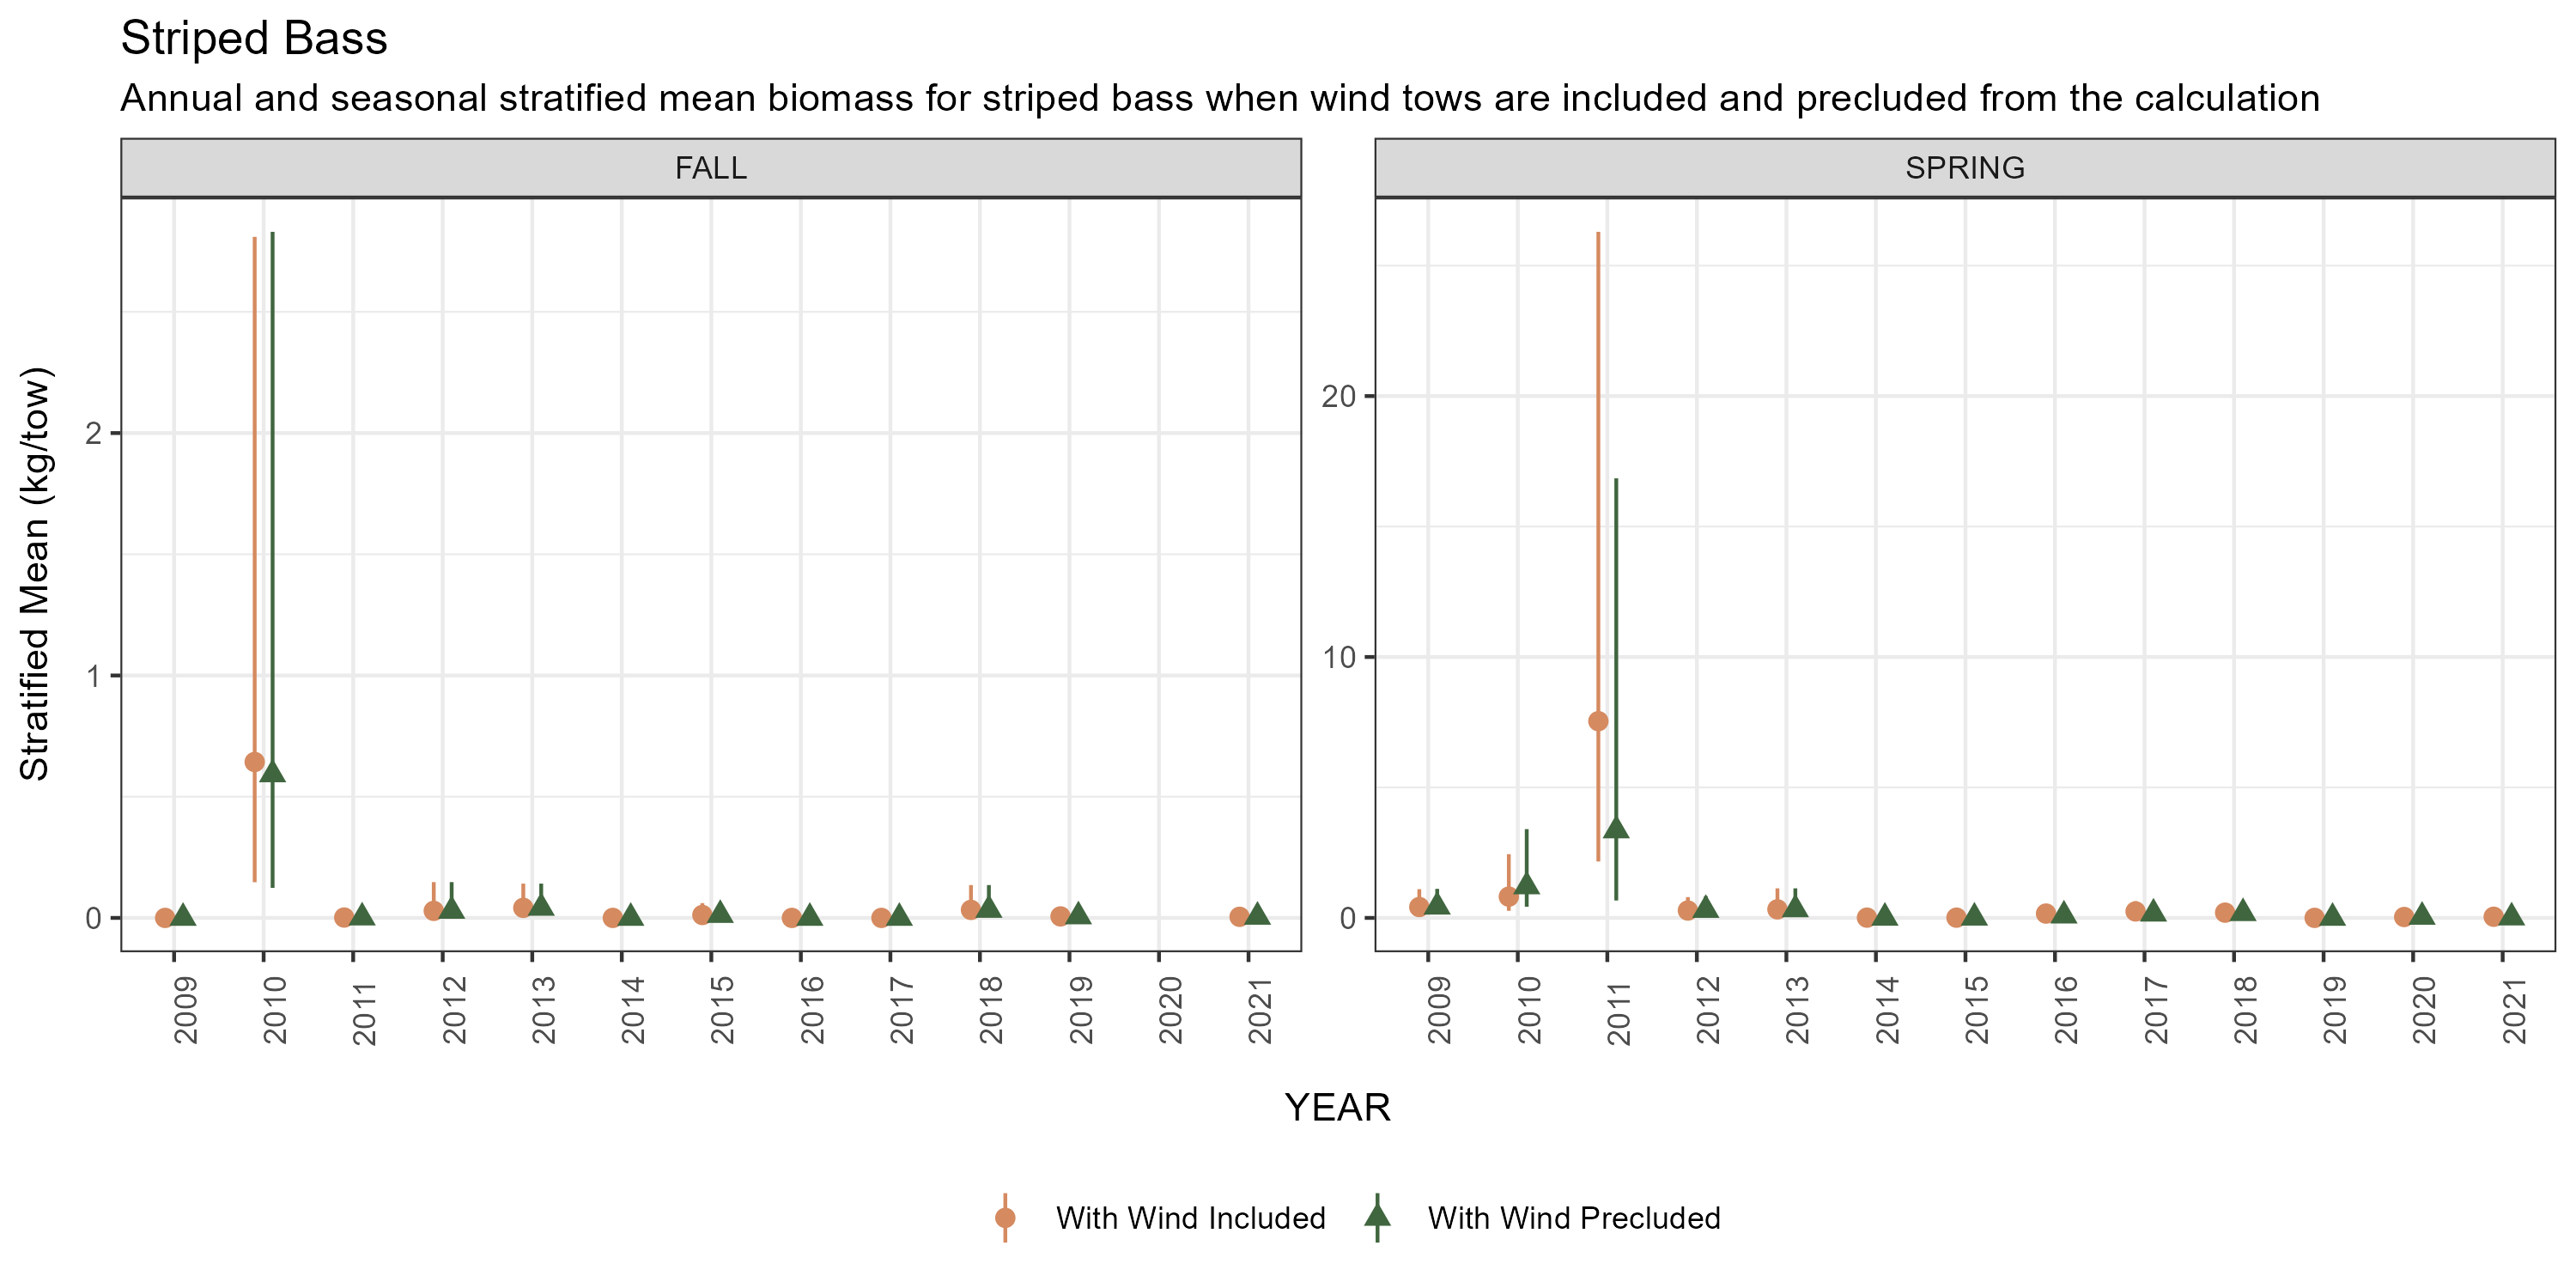 Striped Bass
Annual and seasonal stratified mean biomass for striped bass when wind tows are included and precluded from the calculation
FALL
SPRING
Stratified Mean (kg/tow)
2
1
0
20
10
0
2009 2010 2011 2012 2013 2014 2015 2016 2017 2018 2019 2020 2021
2009 2010 2011 2012 2013 2014 2015 2016 2017 2018 2019 2020 2021
YEAR
With Wind Included
With Wind Precluded